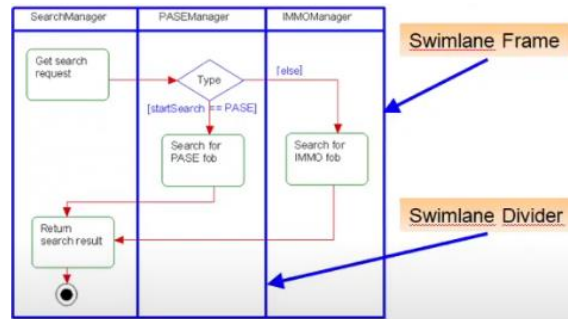 SearchManager
PASEManager
IMMOManager
Get search
request
Type
[else]
[startSearch == PASE]
Search for
PASE fob
Search for
IMMO fob
Return
search result
Swimlane Frame
Swimlane Divider